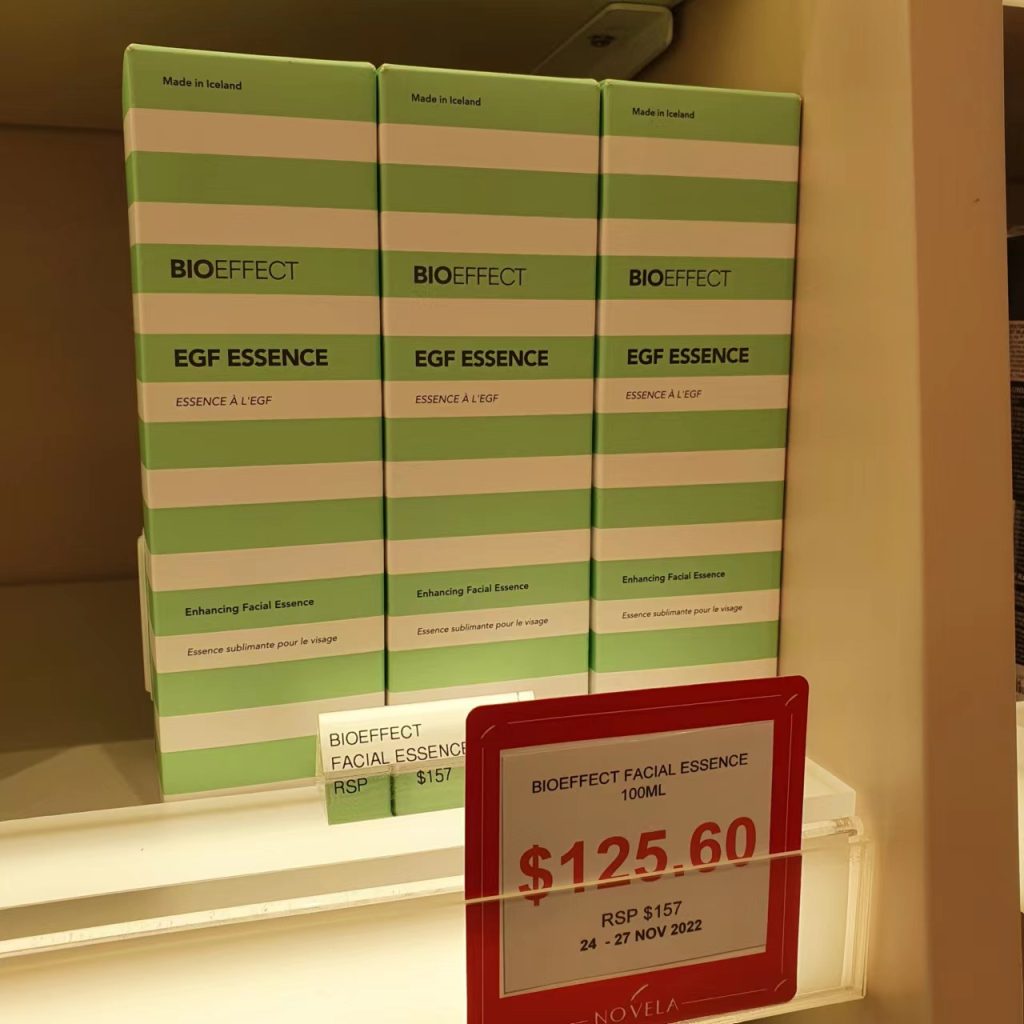 Made in Iceland
BIOEFFECT
EGF ESSENCE
ESSENCE À L'EGF
Enhancing Facial Essence
Essence sublimante pour le visage
Made in Iceland
BIOEFFECT
EGF ESSENCE
ESSENCE À L'EGF
Enhancing Facial Essence
Essence sublimante pour le visage
Made in Iceland
BIOEFFECT
EGF ESSENCE
ESSENCE À L'EGF
Enhancing Facial Essence
Essence sublimante pour le visage
BIOEFFECT
FACIAL ESSENCE
RSP $157
BIOEFFECT FACIAL ESSENCE
100ML
$125.60
RSP $157
24 - 27 NOV 2022
NOVELA